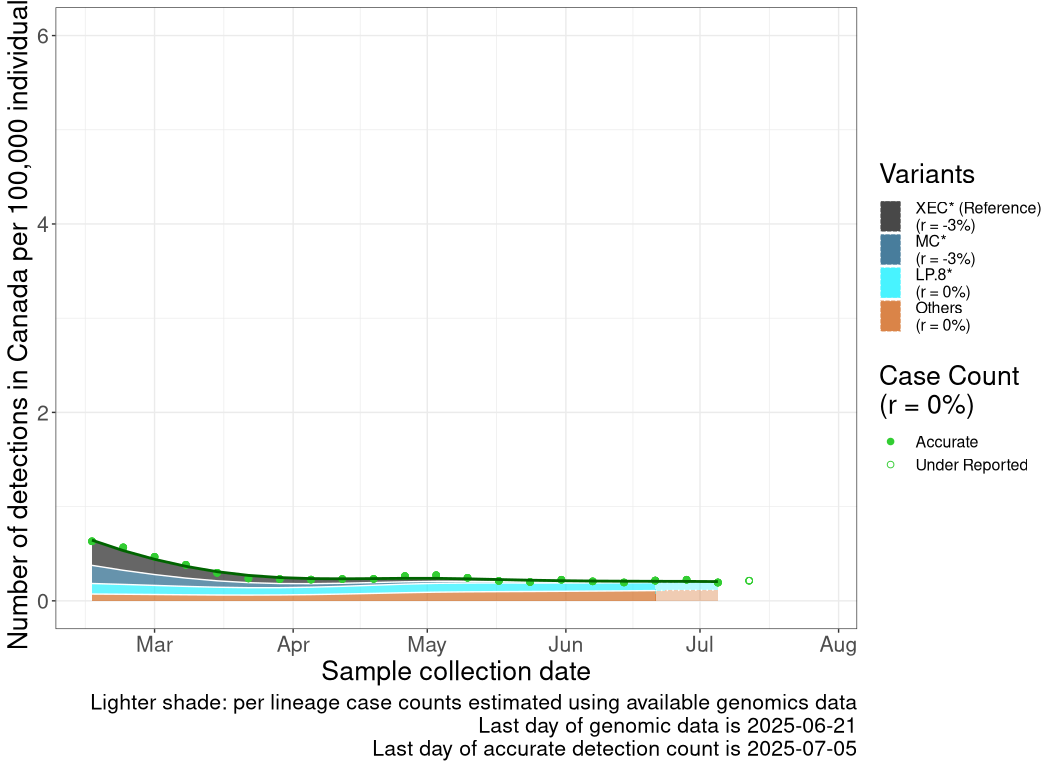 Number of detections in Canada per 100,000 individual
6
4
2
0
Mar Apr May Jun Jul Aug
Sample collection date
Lighter shade: per lineage case counts estimated using available genomics data
Last day of genomic data is 2025-06-21
Last day of accurate detection count is 2025-07-05
Variants
XEC* (Reference)
(r = -3%)
MC*
(r = -3%)
LP.8*
(r = 0%)
Others
(r = 0%)
Case Count
(r = 0%)
Accurate
Under Reported